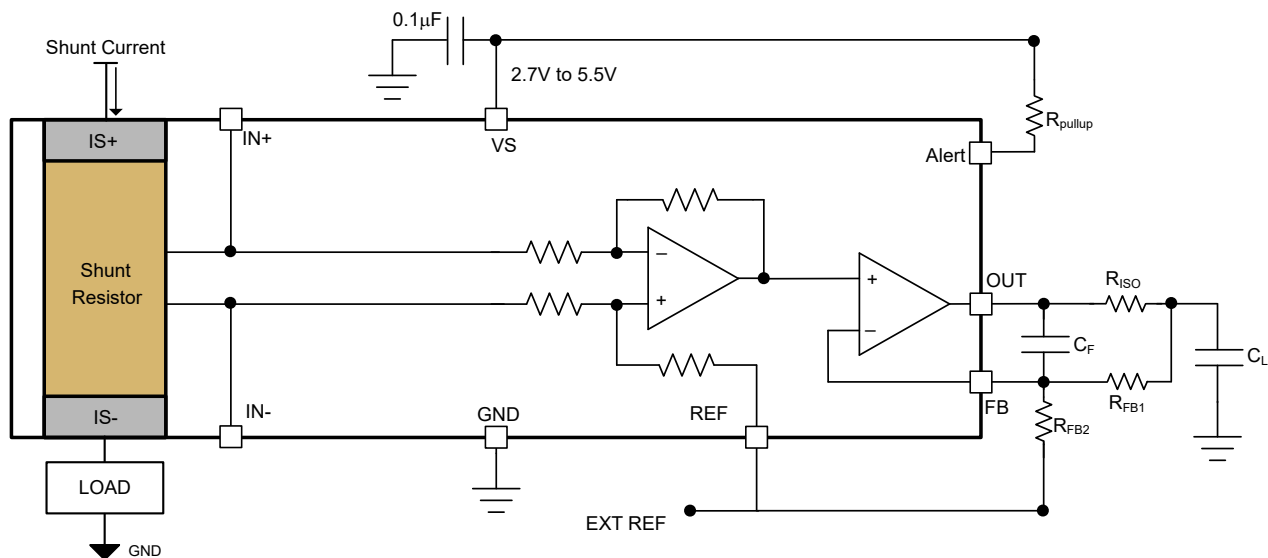 0.1μF
Shunt Current
2.7V to 5.5V
IS+
IN+
VS
Rpullup
Alert
−
+
Shunt
Resistor
+
−
OUT
RISO
CF
CL
FB
RFB1
RFB2
IS-
IN-
GND
REF
LOAD
EXT REF
GND